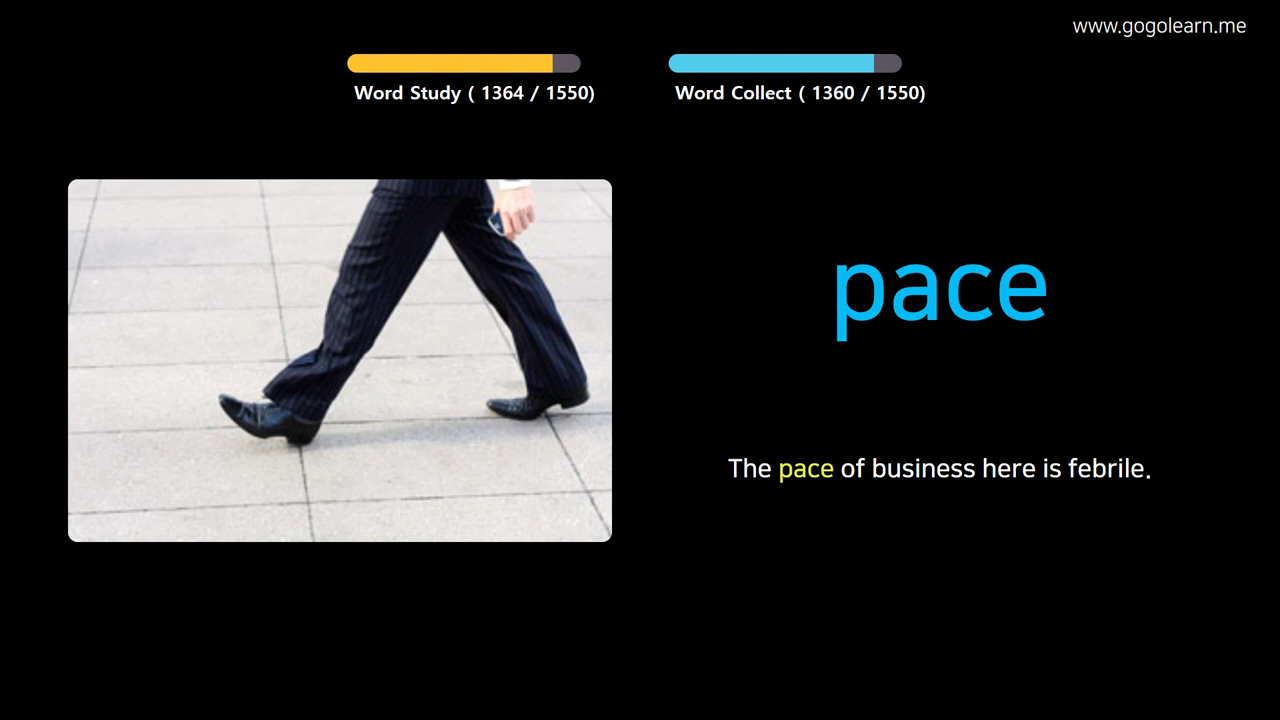 www.gogolearn.me
Word Study ( 1364 / 1550)
Word Collect ( 1360 / 1550)
pace
The pace of business here is febrile.